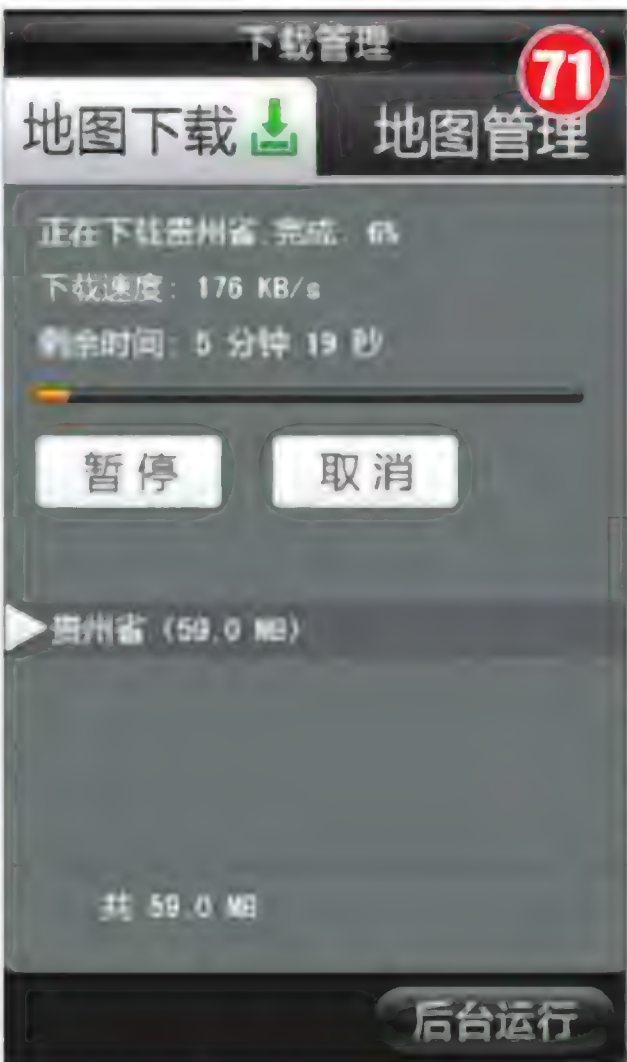 下载管理
71
地图下载 地图管理
正在下载贵州省 完成: 6%
下载速度: 176 KB/s
剩余时间: 5 分钟 19 秒
暂停 取消
贵州省 (59.0 MB)
共 59.0 MB
后台运行